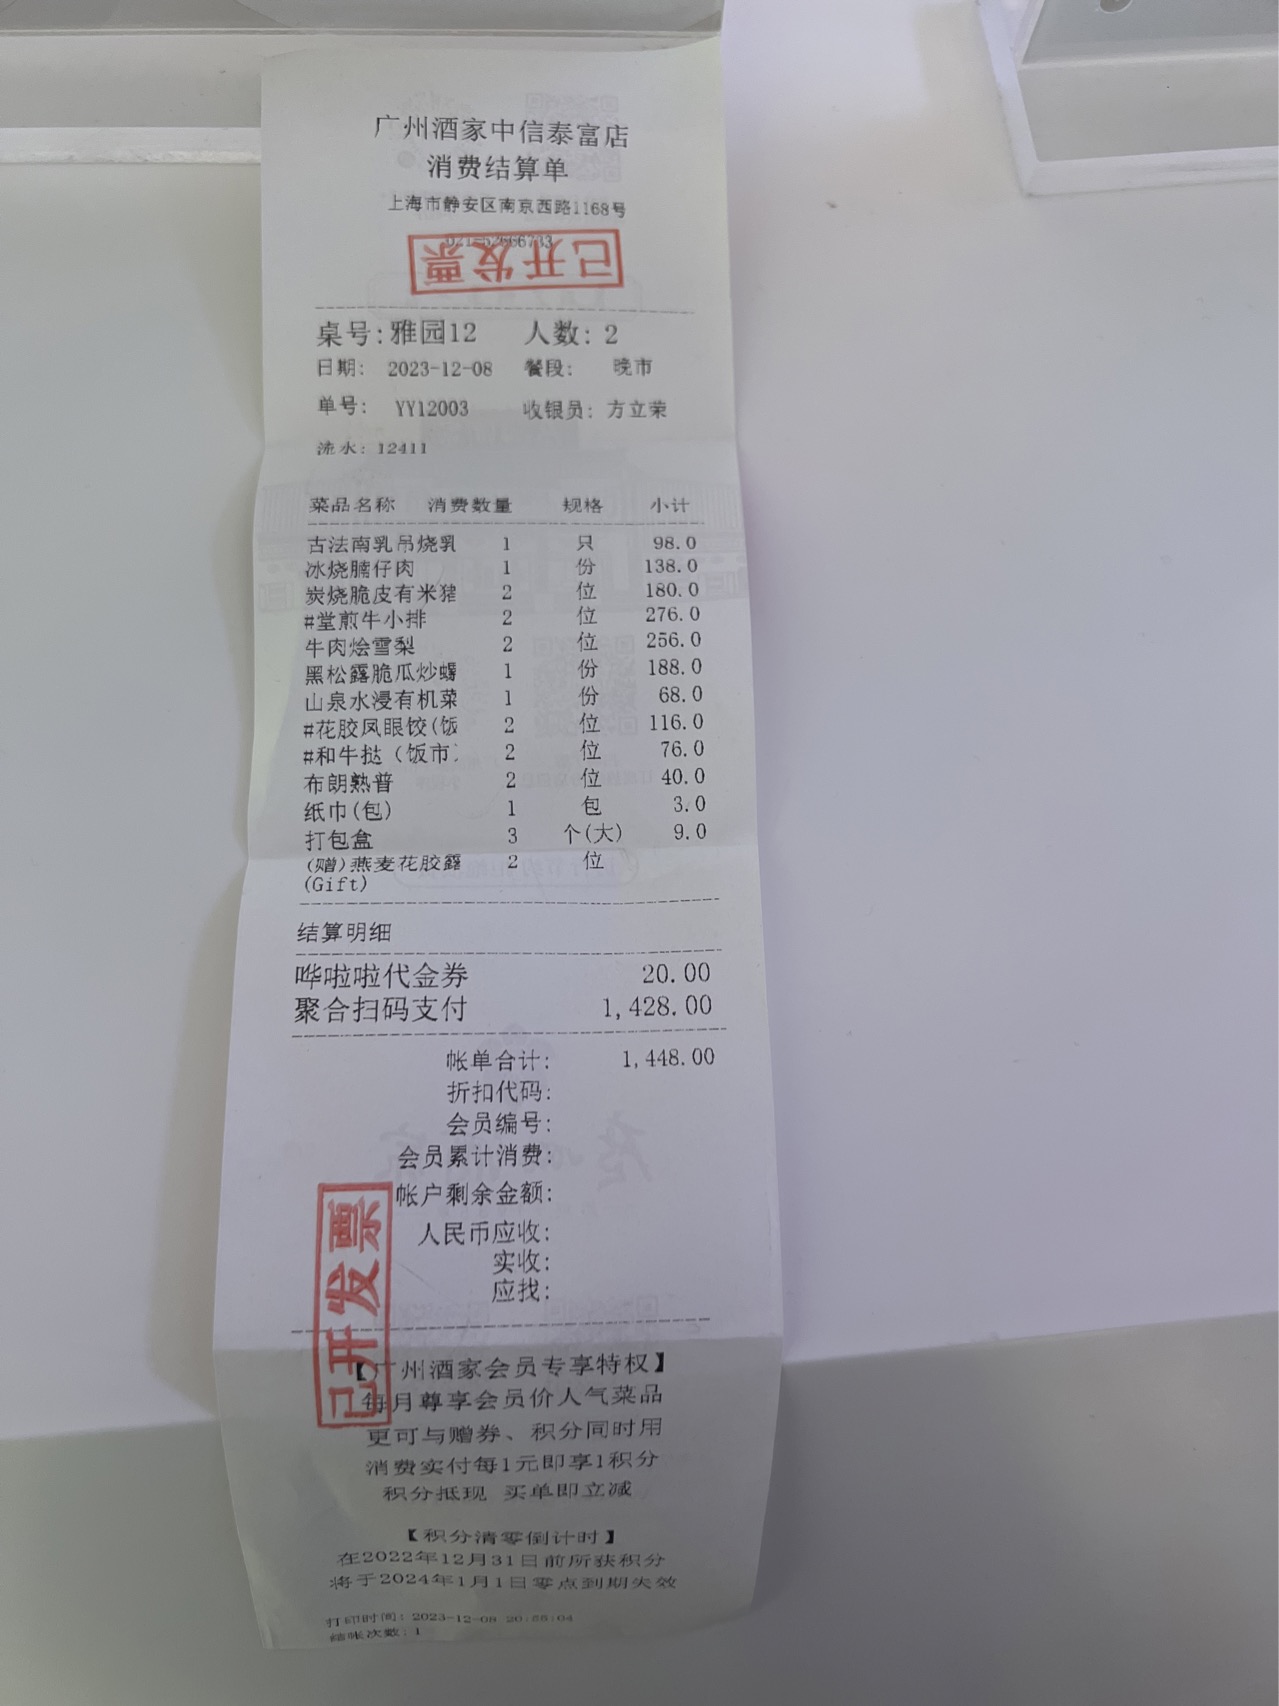 广州酒家中信泰富店
消费结算单
上海市静安区南京西路1168号
021-52666733
已开发票
桌号:雅园12 人数: 2
日期: 2023-12-08 餐段: 晚市
单号: YY12003 收银员: 方立荣
流水: 12411
菜品名称 消费数量 规格 小计
古法南乳吊烧乳 1 只 98.0
冰烧腩仔肉 1 份 138.0
炭烧脆皮有米猪 2 位 180.0
#堂煎牛小排 2 位 276.0
牛肉烩雪梨 2 位 256.0
黑松露脆瓜炒螺 1 份 188.0
山泉水浸有机菜 1 份 68.0
#花胶凤眼饺(饭 2 位 116.0
#和牛挞（饭市） 2 位 76.0
布朗熟普 2 位 40.0
纸巾(包) 1 包 3.0
打包盒 3 个(大) 9.0
(赠)燕麦花胶露 2 位
(Gift)
结算明细
哗啦啦代金券 20.00
聚合扫码支付 1,428.00
帐单合计: 1,448.00
折扣代码:
会员编号:
会员累计消费:
帐户剩余金额:
人民币应收:
实收:
应找:
已开发票
【广州酒家会员专享特权】
每月尊享会员价人气菜品
更可与赠券、积分同时用
消费实付每1元即享1积分
积分抵现 买单即立减
【积分清零倒计时】
在2022年12月31日前所获积分
将于2024年1月1日零点到期失效
打印时间: 2023-12-08 20:55:04
结帐次数: 1